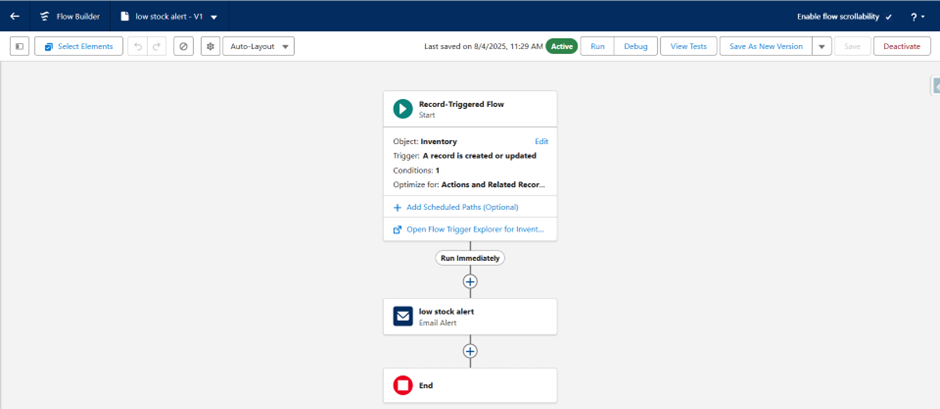 Flow Builder
low stock alert - V1
Enable flow scrollability
?
Select Elements
Auto-Layout
Last saved on 8/4/2025, 11:29 AM
Active
Run
Debug
View Tests
Save As New Version
Save
Deactivate
Record-Triggered Flow
Start
Object: Inventory
Edit
Trigger: A record is created or updated
Conditions: 1
Optimize for: Actions and Related Recor...
+ Add Scheduled Paths (Optional)
Open Flow Trigger Explorer for Invent...
Run Immediately
low stock alert
Email Alert
End